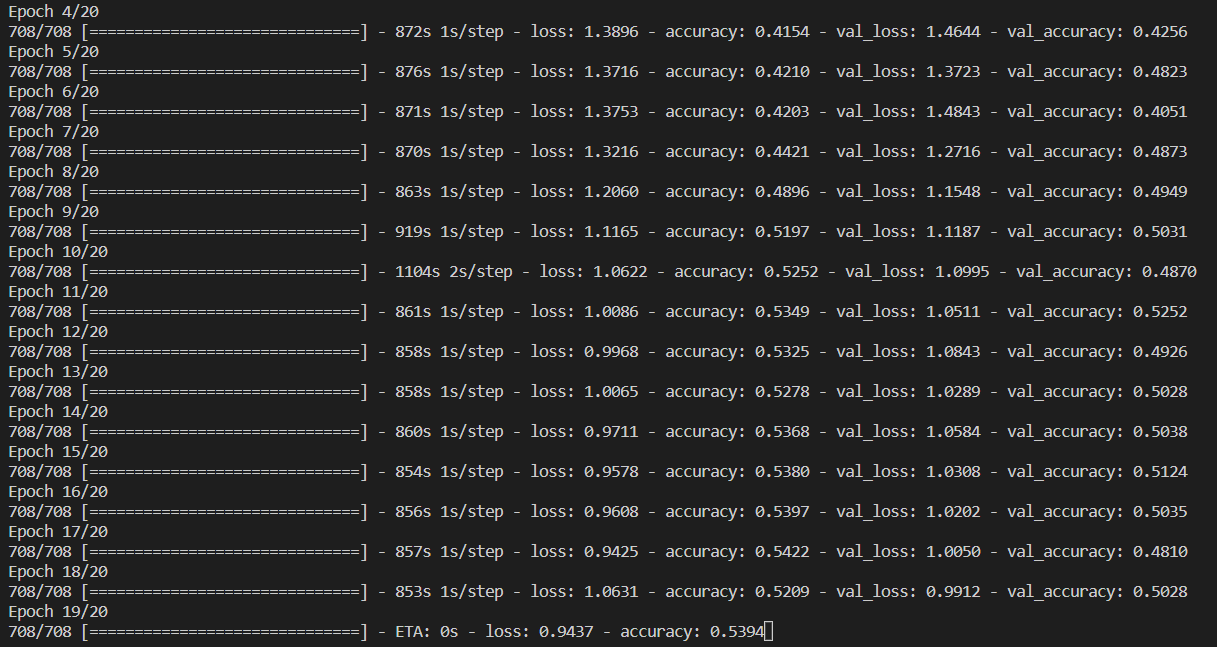 Epoch 4/20
708/708 [==============================] - 872s 1s/step - loss: 1.3896 - accuracy: 0.4154 - val_loss: 1.4644 - val_accuracy: 0.4256
Epoch 5/20
708/708 [==============================] - 876s 1s/step - loss: 1.3716 - accuracy: 0.4210 - val_loss: 1.3723 - val_accuracy: 0.4823
Epoch 6/20
708/708 [==============================] - 871s 1s/step - loss: 1.3753 - accuracy: 0.4203 - val_loss: 1.4843 - val_accuracy: 0.4051
Epoch 7/20
708/708 [==============================] - 870s 1s/step - loss: 1.3216 - accuracy: 0.4421 - val_loss: 1.2716 - val_accuracy: 0.4873
Epoch 8/20
708/708 [==============================] - 863s 1s/step - loss: 1.2060 - accuracy: 0.4896 - val_loss: 1.1548 - val_accuracy: 0.4949
Epoch 9/20
708/708 [==============================] - 919s 1s/step - loss: 1.1165 - accuracy: 0.5197 - val_loss: 1.1187 - val_accuracy: 0.5031
Epoch 10/20
708/708 [==============================] - 1104s 2s/step - loss: 1.0622 - accuracy: 0.5252 - val_loss: 1.0995 - val_accuracy: 0.4870
Epoch 11/20
708/708 [==============================] - 861s 1s/step - loss: 1.0086 - accuracy: 0.5349 - val_loss: 1.0511 - val_accuracy: 0.5252
Epoch 12/20
708/708 [==============================] - 858s 1s/step - loss: 0.9968 - accuracy: 0.5325 - val_loss: 1.0843 - val_accuracy: 0.4926
Epoch 13/20
708/708 [==============================] - 858s 1s/step - loss: 1.0065 - accuracy: 0.5278 - val_loss: 1.0289 - val_accuracy: 0.5028
Epoch 14/20
708/708 [==============================] - 860s 1s/step - loss: 0.9711 - accuracy: 0.5368 - val_loss: 1.0584 - val_accuracy: 0.5038
Epoch 15/20
708/708 [==============================] - 854s 1s/step - loss: 0.9578 - accuracy: 0.5380 - val_loss: 1.0308 - val_accuracy: 0.5124
Epoch 16/20
708/708 [==============================] - 856s 1s/step - loss: 0.9608 - accuracy: 0.5397 - val_loss: 1.0202 - val_accuracy: 0.5035
Epoch 17/20
708/708 [==============================] - 857s 1s/step - loss: 0.9425 - accuracy: 0.5422 - val_loss: 1.0050 - val_accuracy: 0.4810
Epoch 18/20
708/708 [==============================] - 853s 1s/step - loss: 1.0631 - accuracy: 0.5209 - val_loss: 0.9912 - val_accuracy: 0.5028
Epoch 19/20
708/708 [==============================] - ETA: 0s - loss: 0.9437 - accuracy: 0.5394